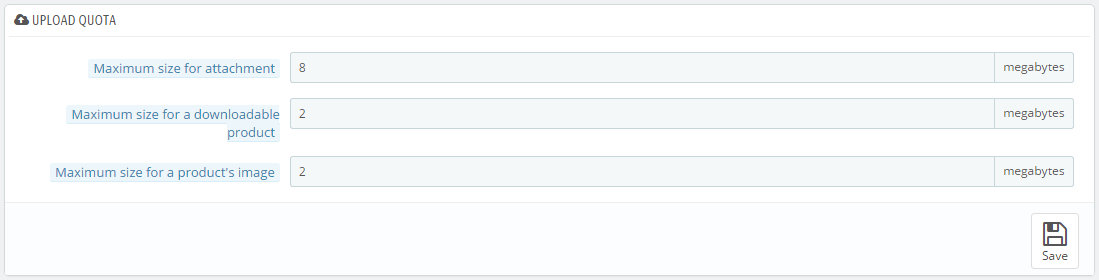 UPLOAD QUOTA
Maximum size for attachment 8 megabytes
Maximum size for a downloadable 2 megabytes
product
Maximum size for a product's image 2 megabytes
Save